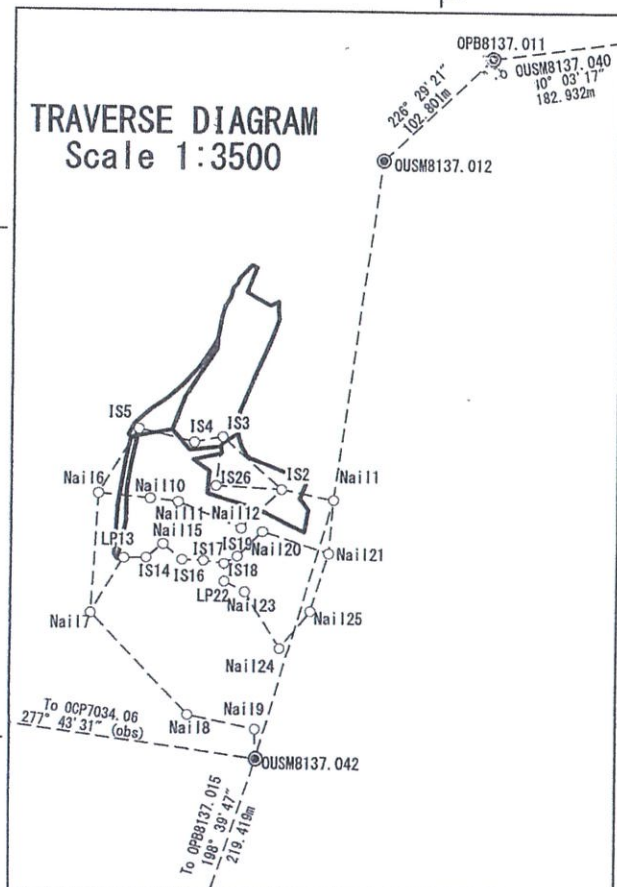 OPB8137.011
OUSM8137.040
10° 03'17"
182.932m
226° 29'21"
102.801m
TRAVERSE DIAGRAM
Scale 1:3500
OUSM8137.012
IS5
IS4
IS3
IS26
IS2
Nail6
Nail10
Nail11
Nail12
Nail1
LP13
Nail15
IS17
IS19
Nail20
Nail21
IS14
IS16
IS18
LP22
Nail23
Nail7
Nail25
Nail24
To OCP7034.06
277° 43'31" (obs)
Nail8
Nail9
OUSM8137.042
To OPB8137.015
198° 39'47"
219.419m